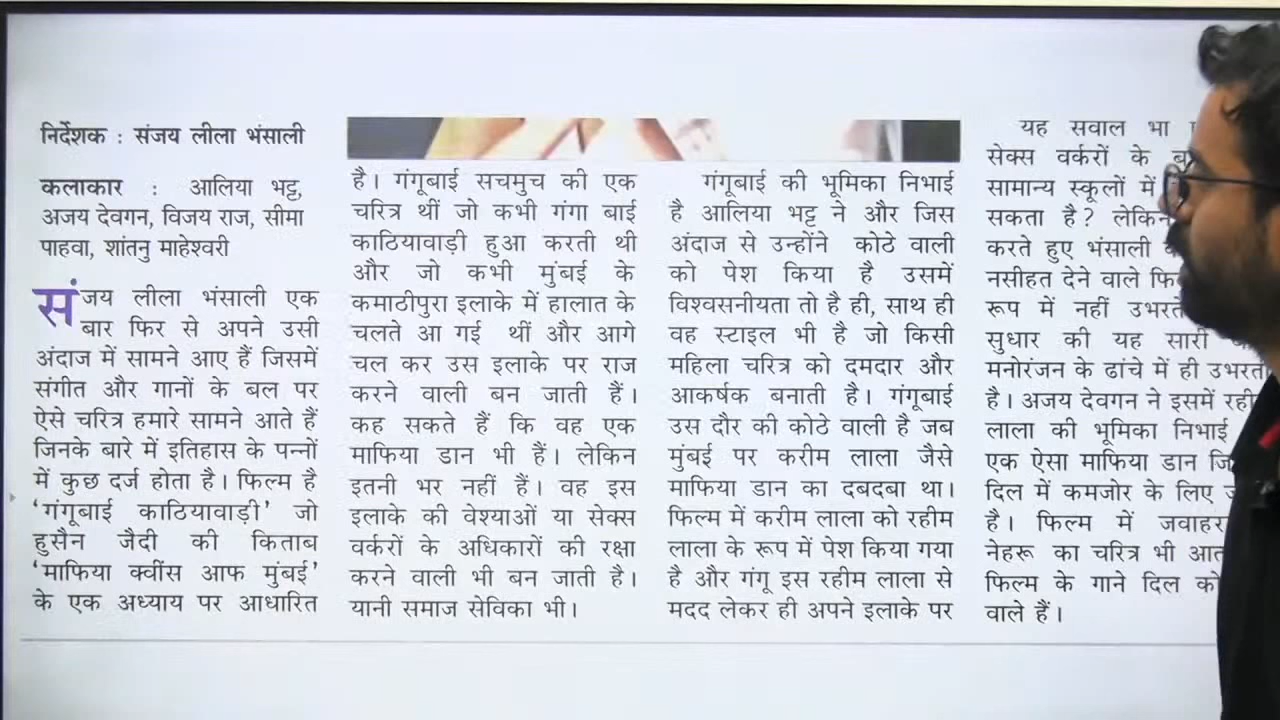 निर्देशक : संजय लीला भंसाली
कलाकार : आलिया भट्ट,
अजय देवगन, विजय राज, सीमा
पाहवा, शांतनु माहेश्वरी
संजय लीला भंसाली एक
बार फिर से अपने उसी
अंदाज में सामने आए हैं जिसमें
संगीत और गानों के बल पर
ऐसे चरित्र हमारे सामने आते हैं
जिनके बारे में इतिहास के पन्नों
में कुछ दर्ज होता है। फिल्म है
‘गंगूबाई काठियावाड़ी’ जो
हुसैन जैदी की किताब
‘माफिया क्वींस आफ मुंबई’
के एक अध्याय पर आधारित
है। गंगूबाई सचमुच की एक
चरित्र थीं जो कभी गंगा बाई
काठियावाड़ी हुआ करती थी
और जो कभी मुंबई के
कमाठीपुरा इलाके में हालात के
चलते आ गई थीं और आगे
चल कर उस इलाके पर राज
करने वाली बन जाती हैं।
कह सकते हैं कि वह एक
माफिया डान भी हैं। लेकिन
इतनी भर नहीं हैं। वह इस
इलाके की वेश्याओं या सेक्स
वर्करों के अधिकारों की रक्षा
करने वाली भी बन जाती है।
यानी समाज सेविका भी।
गंगूबाई की भूमिका निभाई
है आलिया भट्ट ने और जिस
अंदाज से उन्होंने कोठे वाली
को पेश किया है उसमें
विश्वसनीयता तो है ही, साथ ही
वह स्टाइल भी है जो किसी
महिला चरित्र को दमदार और
आकर्षक बनाती है। गंगूबाई
उस दौर की कोठे वाली है जब
मुंबई पर करीम लाला जैसे
माफिया डान का दबदबा था।
फिल्म में करीम लाला को रहीम
लाला के रूप में पेश किया गया
है और गंगू इस रहीम लाला से
मदद लेकर ही अपने इलाके पर
यह सवाल भा
सेक्स वर्करों के
सामान्य स्कूलों में
सकता है? लेकिन
करते हुए भंसाली
नसीहत देने वाले
रूप में नहीं उभरते
सुधार की यह सारी
मनोरंजन के ढांचे में ही उभरती
है। अजय देवगन ने इसमें
लाला की भूमिका निभाई
एक ऐसा माफिया डान
दिल में कमजोर के लिए
है। फिल्म में
नेहरू का चरित्र भी
फिल्म के गाने दिल को
वाले हैं।